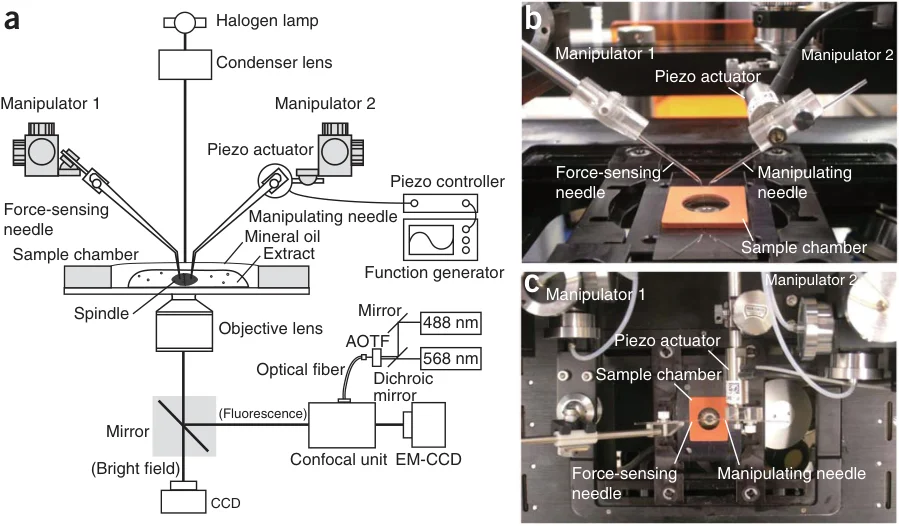 a
Halogen lamp
Condenser lens
Manipulator 1
Manipulator 2
Piezo actuator
Piezo controller
Force-sensing
needle
Manipulating needle
Mineral oil
Sample chamber
Extract
Function generator
Spindle
Objective lens
Mirror
488 nm
AOTF
568 nm
Optical fiber
Dichroic
mirror
(Fluorescence)
Mirror
(Bright field)
Confocal unit
EM-CCD
CCD
b
Manipulator 1
Manipulator 2
Piezo actuator
Force-sensing
needle
Manipulating
needle
Sample chamber
c
Manipulator 1
Manipulator 2
Piezo actuator
Sample chamber
Force-sensing
needle
Manipulating needle